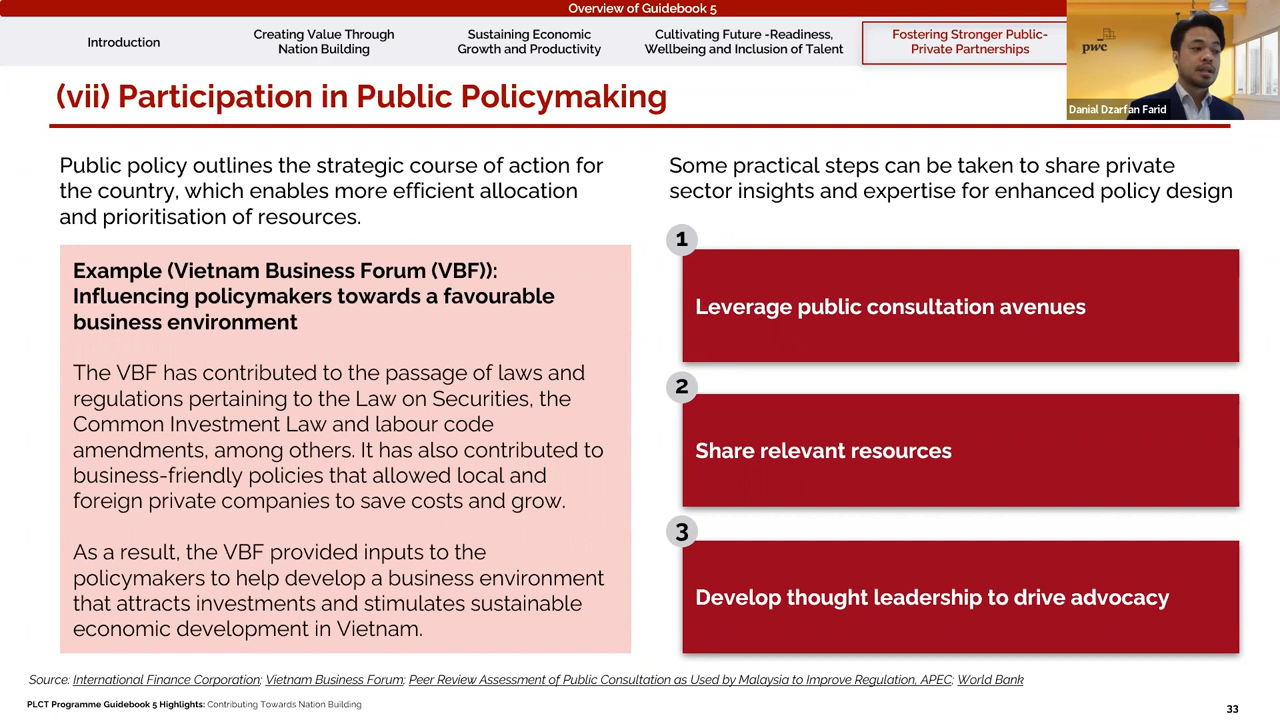 Overview of Guidebook 5
Introduction
Creating Value Through
Nation Building
Sustaining Economic
Growth and Productivity
Cultivating Future -Readiness,
Wellbeing and Inclusion of Talent
Fostering Stronger Public-
Private Partnerships
pwc
Danial Dzarfan Farid
(vii) Participation in Public Policymaking
Public policy outlines the strategic course of action for
the country, which enables more efficient allocation
and prioritisation of resources.
Example (Vietnam Business Forum (VBF)):
Influencing policymakers towards a favourable
business environment
The VBF has contributed to the passage of laws and
regulations pertaining to the Law on Securities, the
Common Investment Law and labour code
amendments, among others. It has also contributed to
business-friendly policies that allowed local and
foreign private companies to save costs and grow.
As a result, the VBF provided inputs to the
policymakers to help develop a business environment
that attracts investments and stimulates sustainable
economic development in Vietnam.
Some practical steps can be taken to share private
sector insights and expertise for enhanced policy design
1
Leverage public consultation avenues
2
Share relevant resources
3
Develop thought leadership to drive advocacy
Source: International Finance Corporation; Vietnam Business Forum; Peer Review Assessment of Public Consultation as Used by Malaysia to Improve Regulation, APEC; World Bank
PLCT Programme Guidebook 5 Highlights: Contributing Towards Nation Building
33